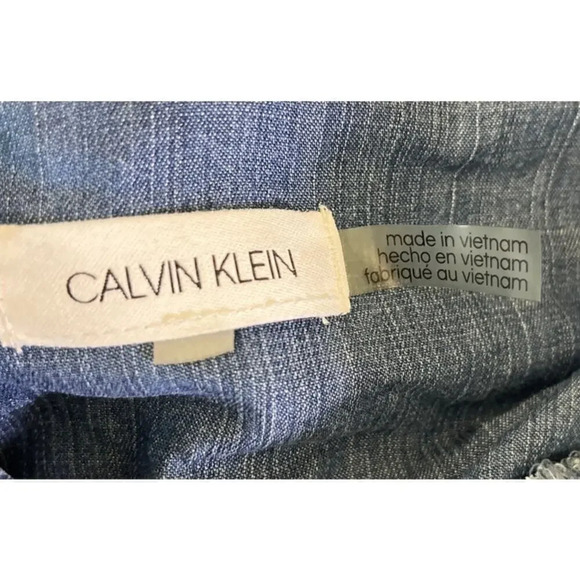 CALVIN KLEIN
made in vietnam
hecho en vietnam
fabriqué au vietnam